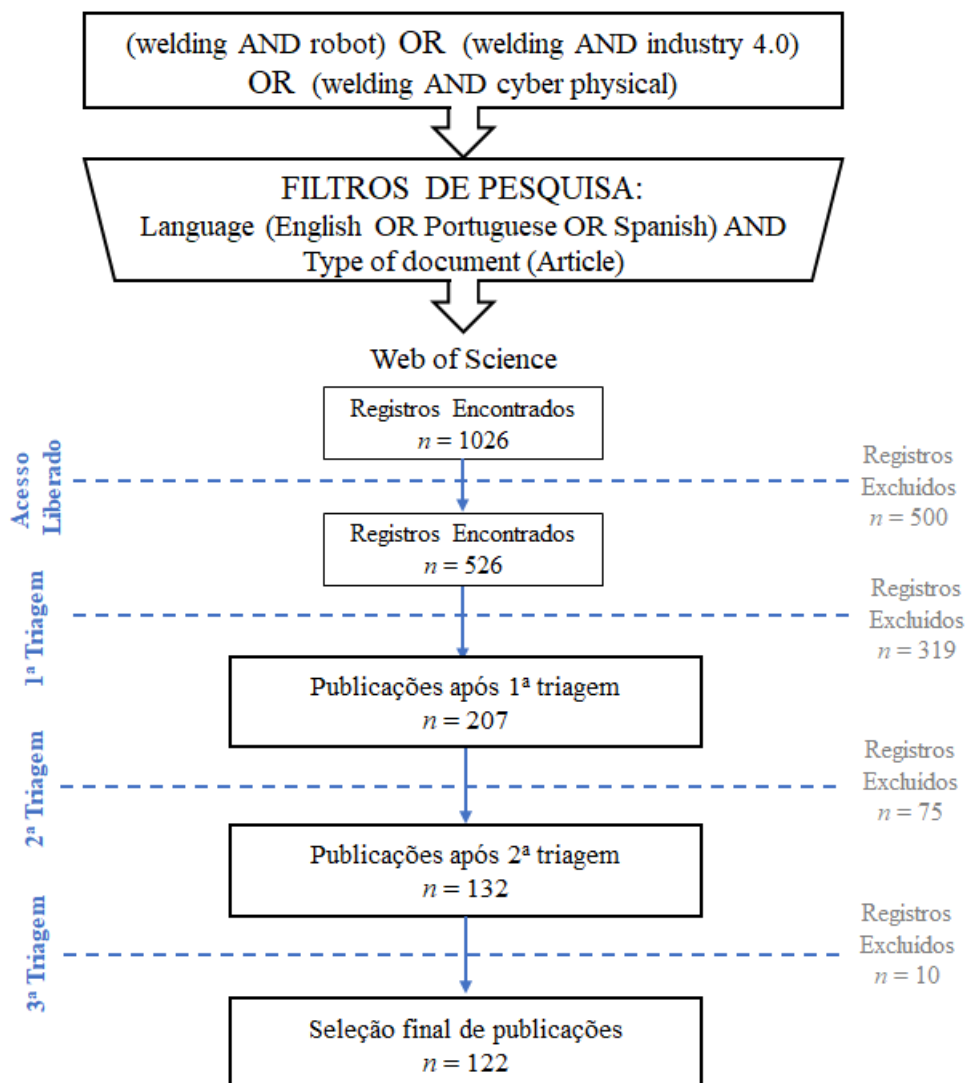 (welding AND robot) OR (welding AND industry 4.0)
OR (welding AND cyber physical)
FILTROS DE PESQUISA:
Language (English OR Portuguese OR Spanish) AND
Type of document (Article)
Web of Science
Registros Encontrados
n = 1026
Acesso
Liberado
Registros
Excluídos
n = 500
Registros Encontrados
n = 526
1ª Triagem
Registros
Excluídos
n = 319
Publicações após 1ª triagem
n = 207
2ª Triagem
Registros
Excluídos
n = 75
Publicações após 2ª triagem
n = 132
3ª Triagem
Registros
Excluídos
n = 10
Seleção final de publicações
n = 122